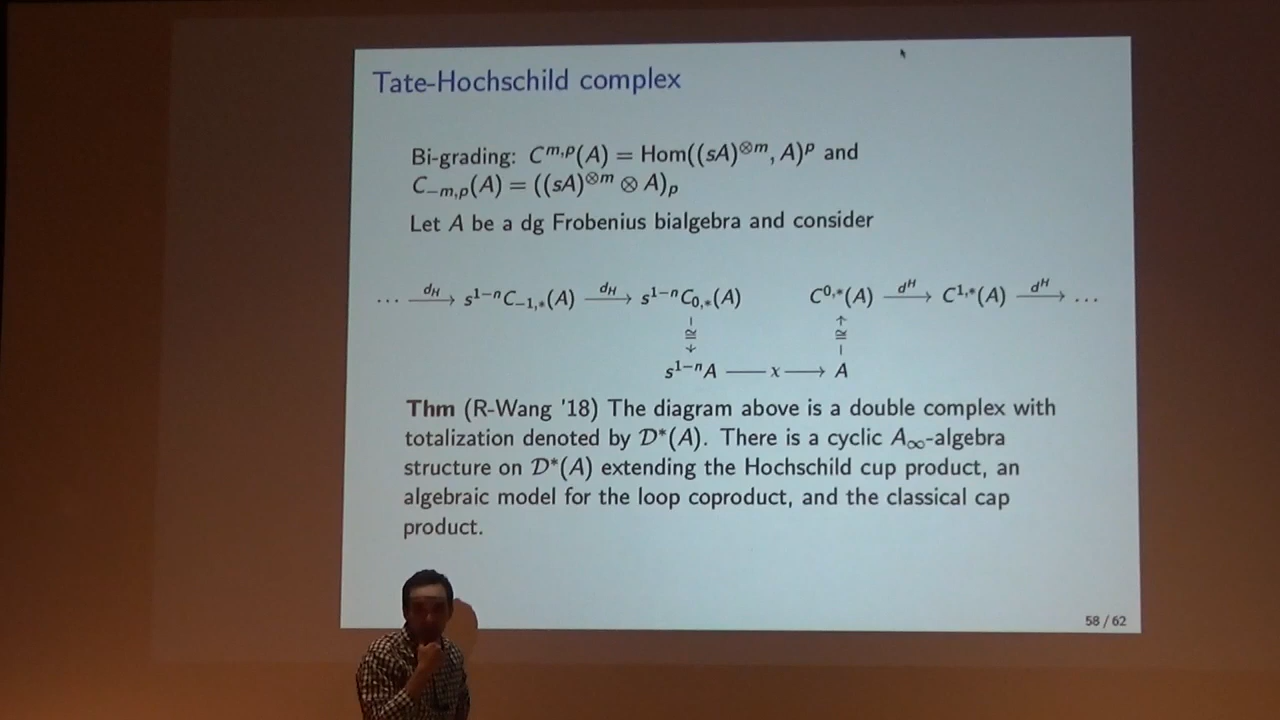 Tate-Hochschild complex
Bi-grading: C^{m,p}(A) = Hom((sA)^{⊗m}, A)^p and
C_{-m,p}(A) = ((sA)^{⊗m} ⊗ A)_p
Let A be a dg Frobenius bialgebra and consider
⋯ —d_H→ s^{1-n}C_{-1,*}(A) —d_H→ s^{1-n}C_{0,*}(A) C^{0,*}(A) —d^H→ C^{1,*}(A) —d^H→ ⋯
≅ ≅
s^{1-n}A —χ→ A
Thm (R-Wang '18) The diagram above is a double complex with
totalization denoted by 𝒟*(A). There is a cyclic A_∞-algebra
structure on 𝒟*(A) extending the Hochschild cup product, an
algebraic model for the loop coproduct, and the classical cap
product.
58 / 62